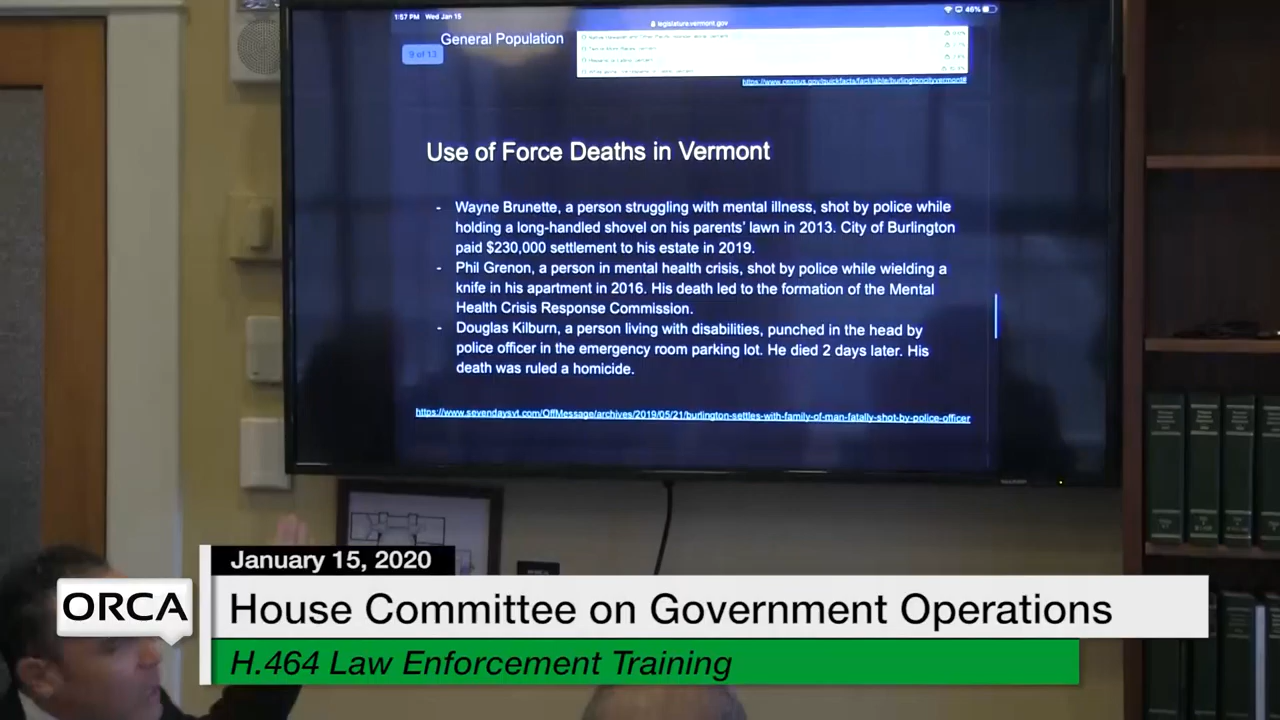 1:57 PM Wed Jan 15
46%
legislature.vermont.gov
General Population
9 of 13
https://www.census.gov/quickfacts/fact/table/burlingtoncityvermont#
Use of Force Deaths in Vermont
- Wayne Brunette, a person struggling with mental illness, shot by police while
holding a long-handled shovel on his parents' lawn in 2013. City of Burlington
paid $230,000 settlement to his estate in 2019.
- Phil Grenon, a person in mental health crisis, shot by police while wielding a
knife in his apartment in 2016. His death led to the formation of the Mental
Health Crisis Response Commission.
- Douglas Kilburn, a person living with disabilities, punched in the head by
police officer in the emergency room parking lot. He died 2 days later. His
death was ruled a homicide.
https://www.sevendaysvt.com/OffMessage/archives/2019/05/21/burlington-settles-with-family-of-man-fatally-shot-by-police-officer
January 15, 2020
ORCA
House Committee on Government Operations
H.464 Law Enforcement Training